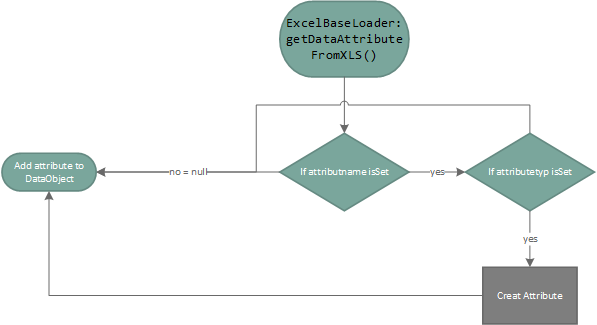 ExcelBaseLoader:
getDataAttribute
FromXLS()
Add attribute to
DataObject
no = null
If attributname isSet
yes
If attributetyp isSet
yes
Creat Attribute